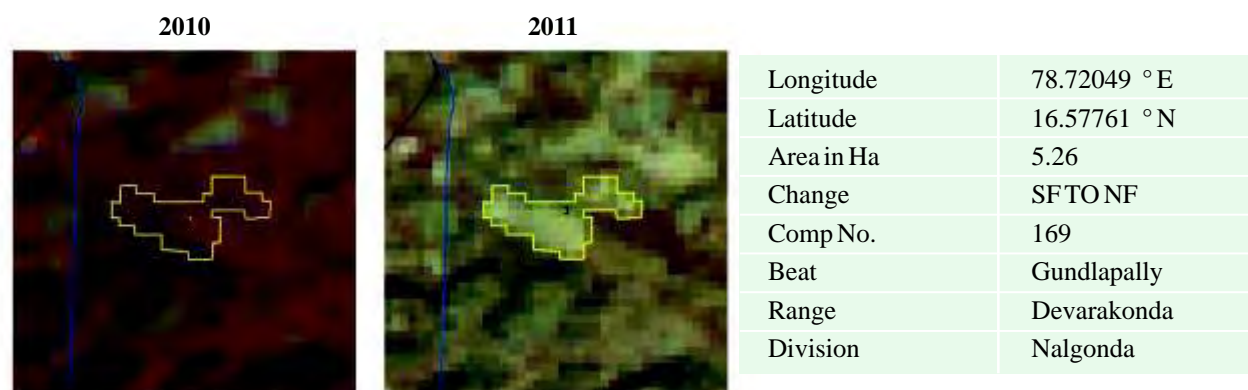 2010 2011
Longitude 78.72049 °E
Latitude 16.57761 °N
Area in Ha 5.26
Change SF TO NF
Comp No. 169
Beat Gundlapally
Range Devarakonda
Division Nalgonda